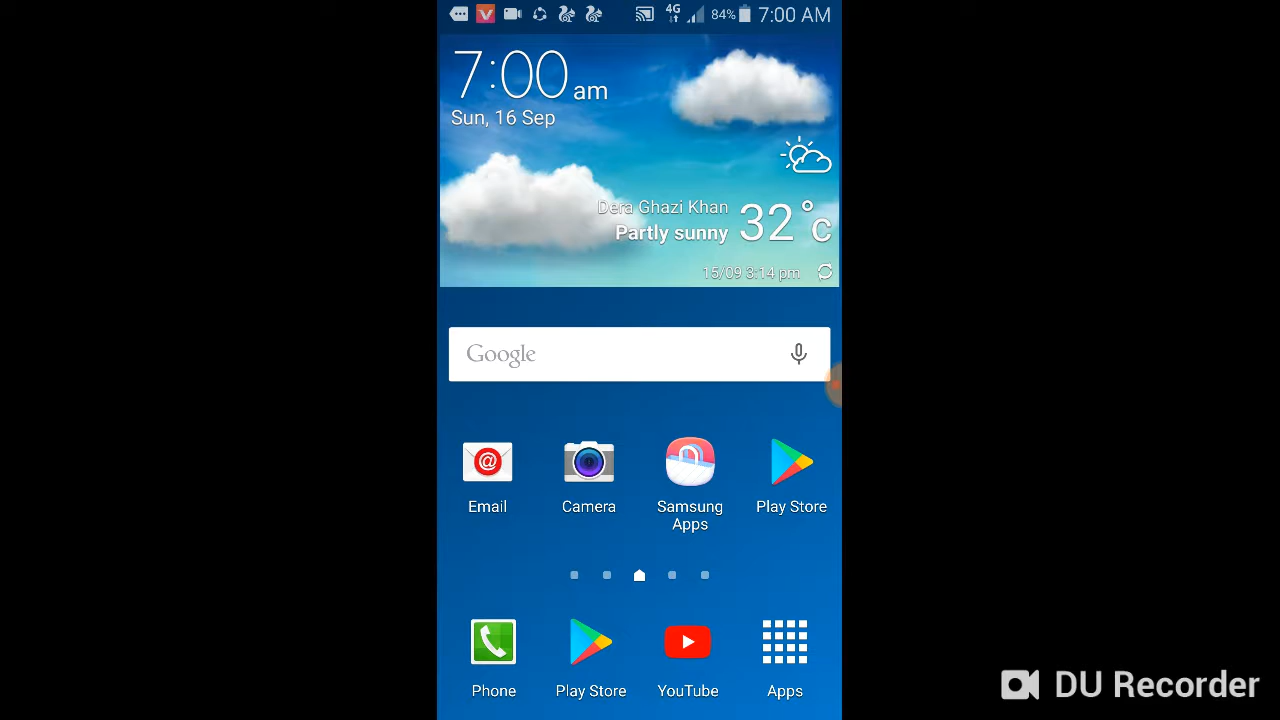 4G 84% 7:00 AM
7:00 am
Sun, 16 Sep
Dera Ghazi Khan
Partly sunny 32°c
15/09 3:14 pm
Google
Email Camera Samsung Apps Play Store
Phone Play Store YouTube Apps
DU Recorder